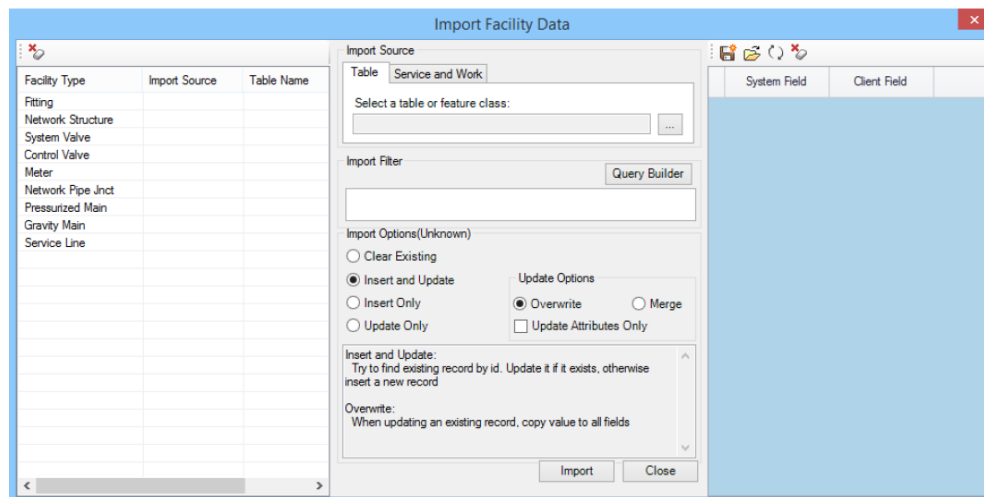 Import Facility Data
Facility Type Import Source Table Name
Fitting
Network Structure
System Valve
Control Valve
Meter
Network Pipe Jnct
Pressurized Main
Gravity Main
Service Line
Import Source
Table Service and Work
Select a table or feature class:
...
Import Filter
Query Builder
Import Options(Unknown)
Clear Existing
Insert and Update
Insert Only
Update Only
Update Options
Overwrite Merge
Update Attributes Only
Insert and Update:
Try to find existing record by id. Update it if it exists, otherwise
insert a new record
Overwrite:
When updating an existing record, copy value to all fields
Import Close
System Field Client Field